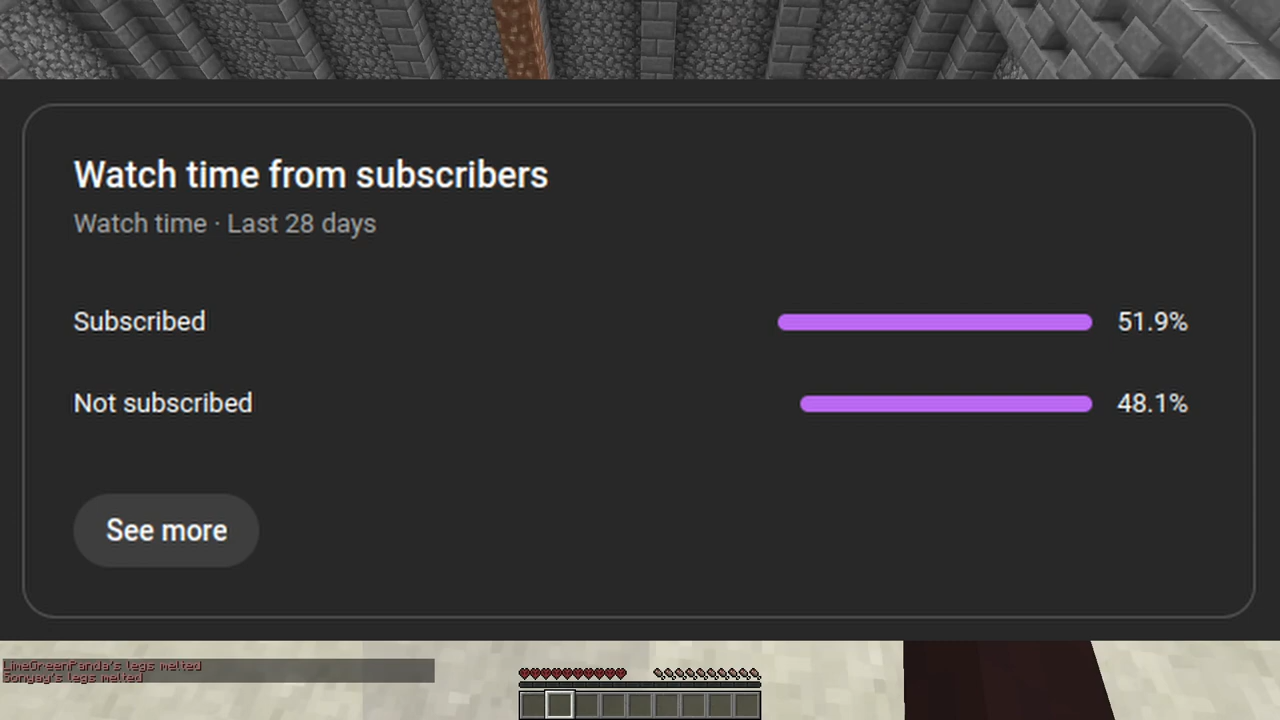 Watch time from subscribers
Watch time · Last 28 days
Subscribed 51.9%
Not subscribed 48.1%
See more
LimeGreenPanda's legs melted
Songay's legs melted